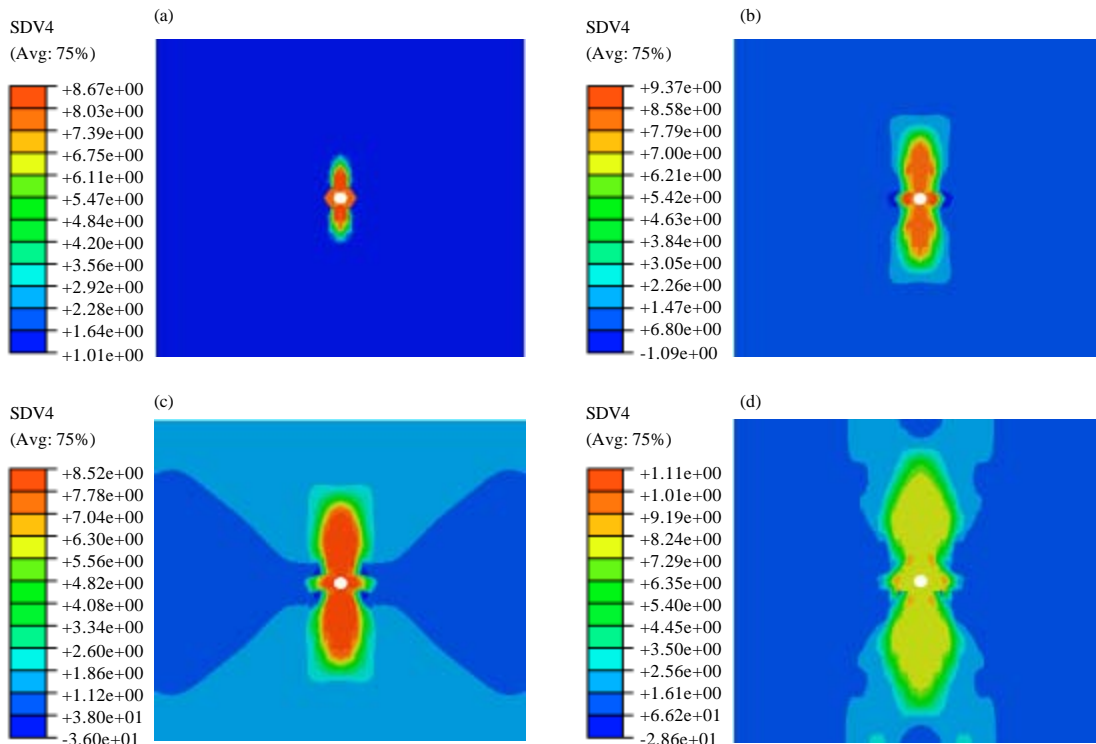 (a)
SDV4
(Avg: 75%)
+8.67e+00
+8.03e+00
+7.39e+00
+6.75e+00
+6.11e+00
+5.47e+00
+4.84e+00
+4.20e+00
+3.56e+00
+2.92e+00
+2.28e+00
+1.64e+00
+1.01e+00
(b)
SDV4
(Avg: 75%)
+9.37e+00
+8.58e+00
+7.79e+00
+7.00e+00
+6.21e+00
+5.42e+00
+4.63e+00
+3.84e+00
+3.05e+00
+2.26e+00
+1.47e+00
+6.80e+00
-1.09e+00
(c)
SDV4
(Avg: 75%)
+8.52e+00
+7.78e+00
+7.04e+00
+6.30e+00
+5.56e+00
+4.82e+00
+4.08e+00
+3.34e+00
+2.60e+00
+1.86e+00
+1.12e+00
+3.80e+01
-3.60e+01
(d)
SDV4
(Avg: 75%)
+1.11e+00
+1.01e+00
+9.19e+00
+8.24e+00
+7.29e+00
+6.35e+00
+5.40e+00
+4.45e+00
+3.50e+00
+2.56e+00
+1.61e+00
+6.62e+01
-2.86e+01